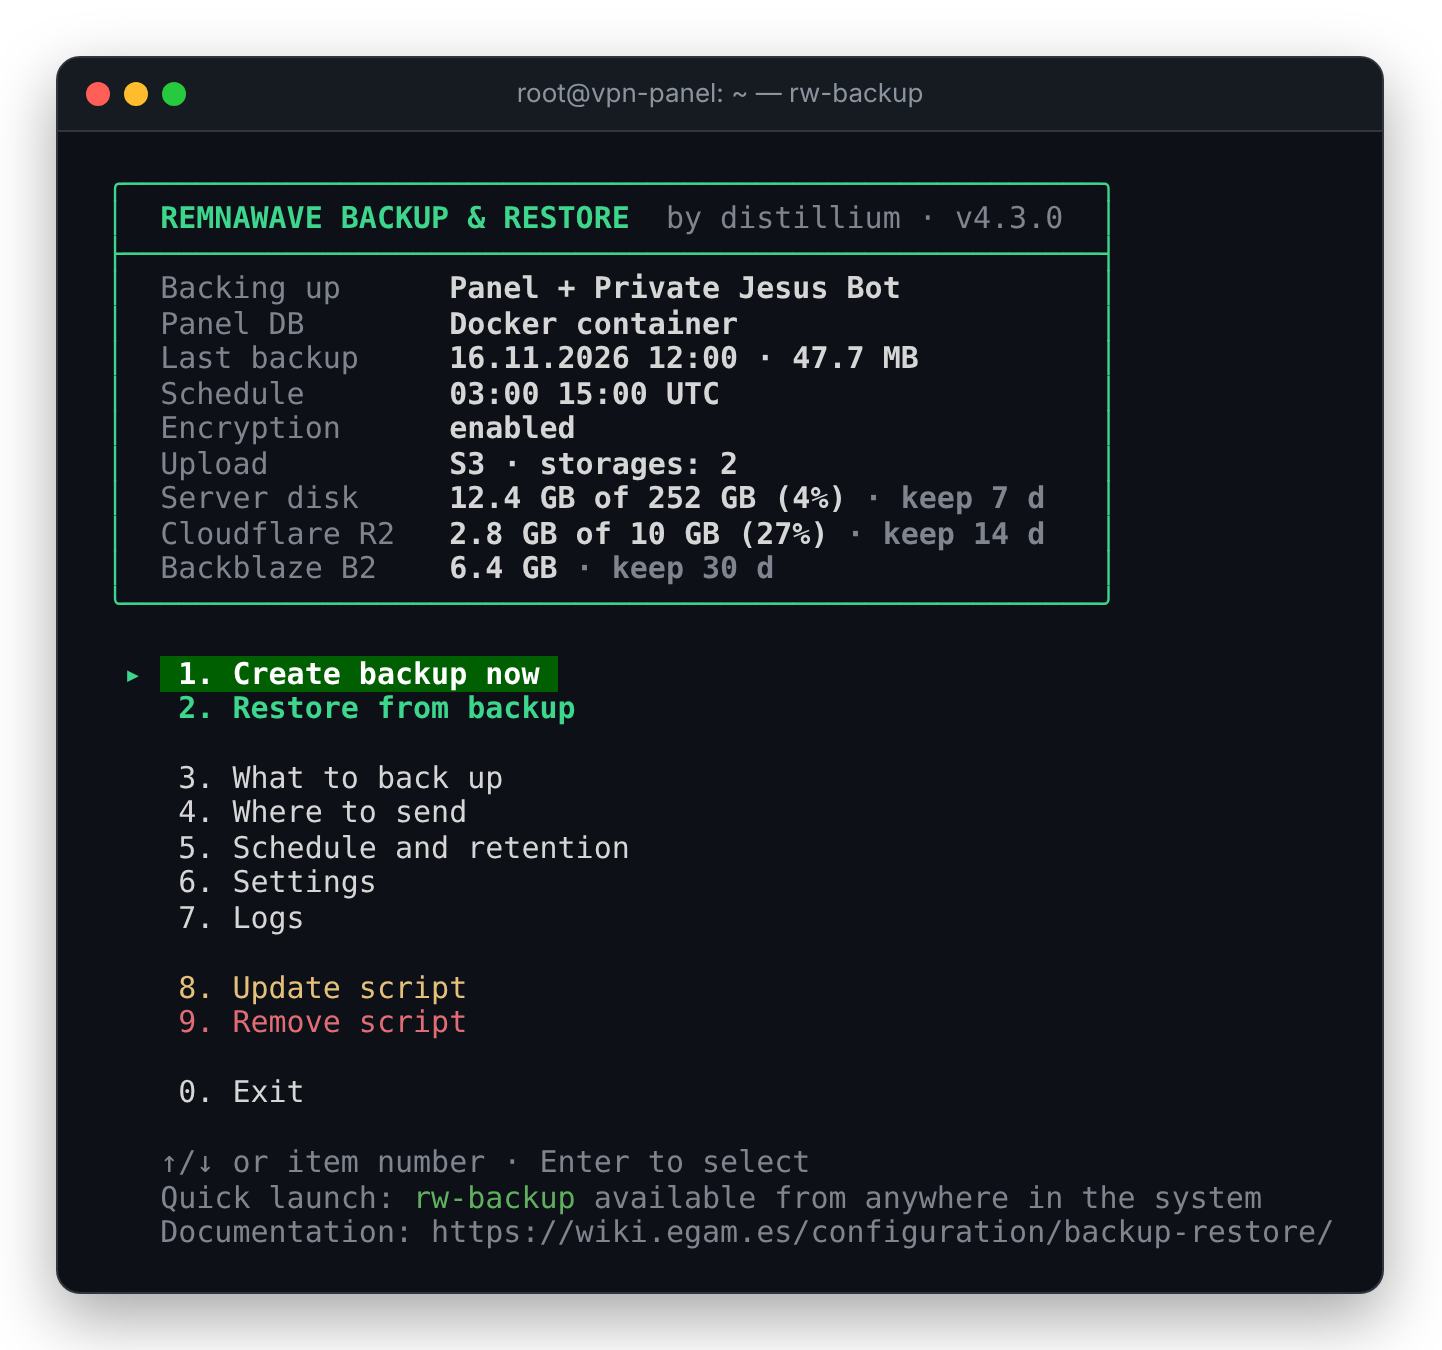 root@vpn-panel: ~ — rw-backup
REMNAWAVE BACKUP & RESTORE by distillium · v4.3.0
Backing up Panel + Private Jesus Bot
Panel DB Docker container
Last backup 16.11.2026 12:00 · 47.7 MB
Schedule 03:00 15:00 UTC
Encryption enabled
Upload S3 · storages: 2
Server disk 12.4 GB of 252 GB (4%) · keep 7 d
Cloudflare R2 2.8 GB of 10 GB (27%) · keep 14 d
Backblaze B2 6.4 GB · keep 30 d
▸ 1. Create backup now
2. Restore from backup
3. What to back up
4. Where to send
5. Schedule and retention
6. Settings
7. Logs
8. Update script
9. Remove script
0. Exit
↑/↓ or item number · Enter to select
Quick launch: rw-backup available from anywhere in the system
Documentation: https://wiki.egam.es/configuration/backup-restore/